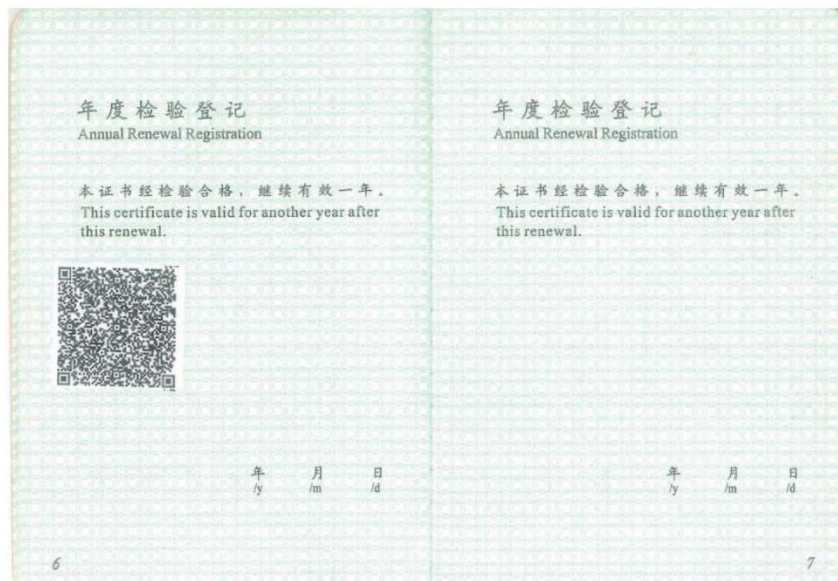 年度检验登记
Annual Renewal Registration
本证书经检验合格，继续有效一年。
This certificate is valid for another year after
this renewal.
年 月 日
/y /m /d
6
年度检验登记
Annual Renewal Registration
本证书经检验合格，继续有效一年。
This certificate is valid for another year after
this renewal.
年 月 日
/y /m /d
7